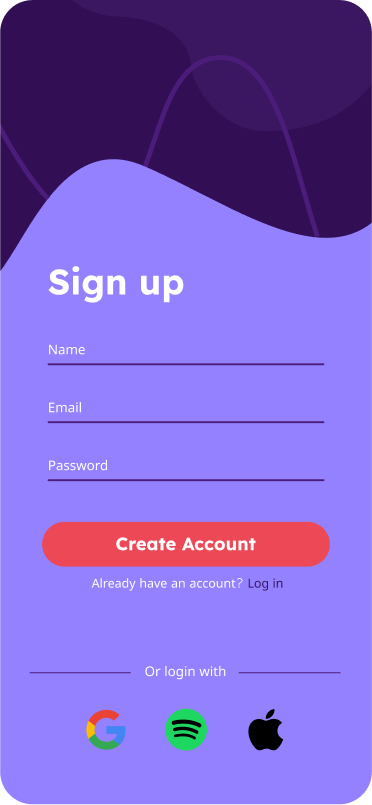 Sign up
Name
Email
Password
Create Account
Already have an account? Log in
Or login with